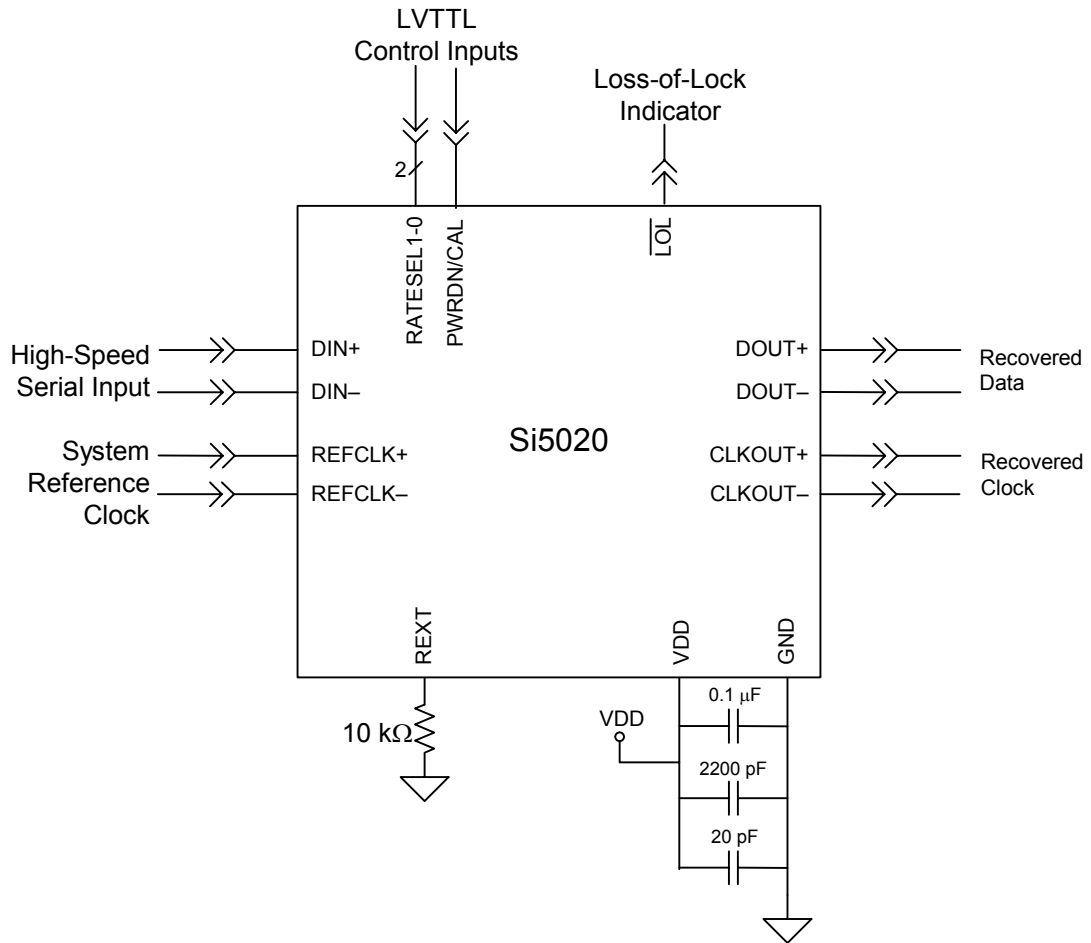 LVTTL
Control Inputs
Loss-of-Lock
Indicator
2
RATESEL1-0
PWRDN/CAL
LOL
High-Speed
Serial Input
DIN+
DIN–
System
Reference
Clock
REFCLK+
REFCLK–
Si5020
DOUT+
DOUT–
Recovered
Data
CLKOUT+
CLKOUT–
Recovered
Clock
REXT
VDD
GND
10 kΩ
VDD
0.1 μF
2200 pF
20 pF